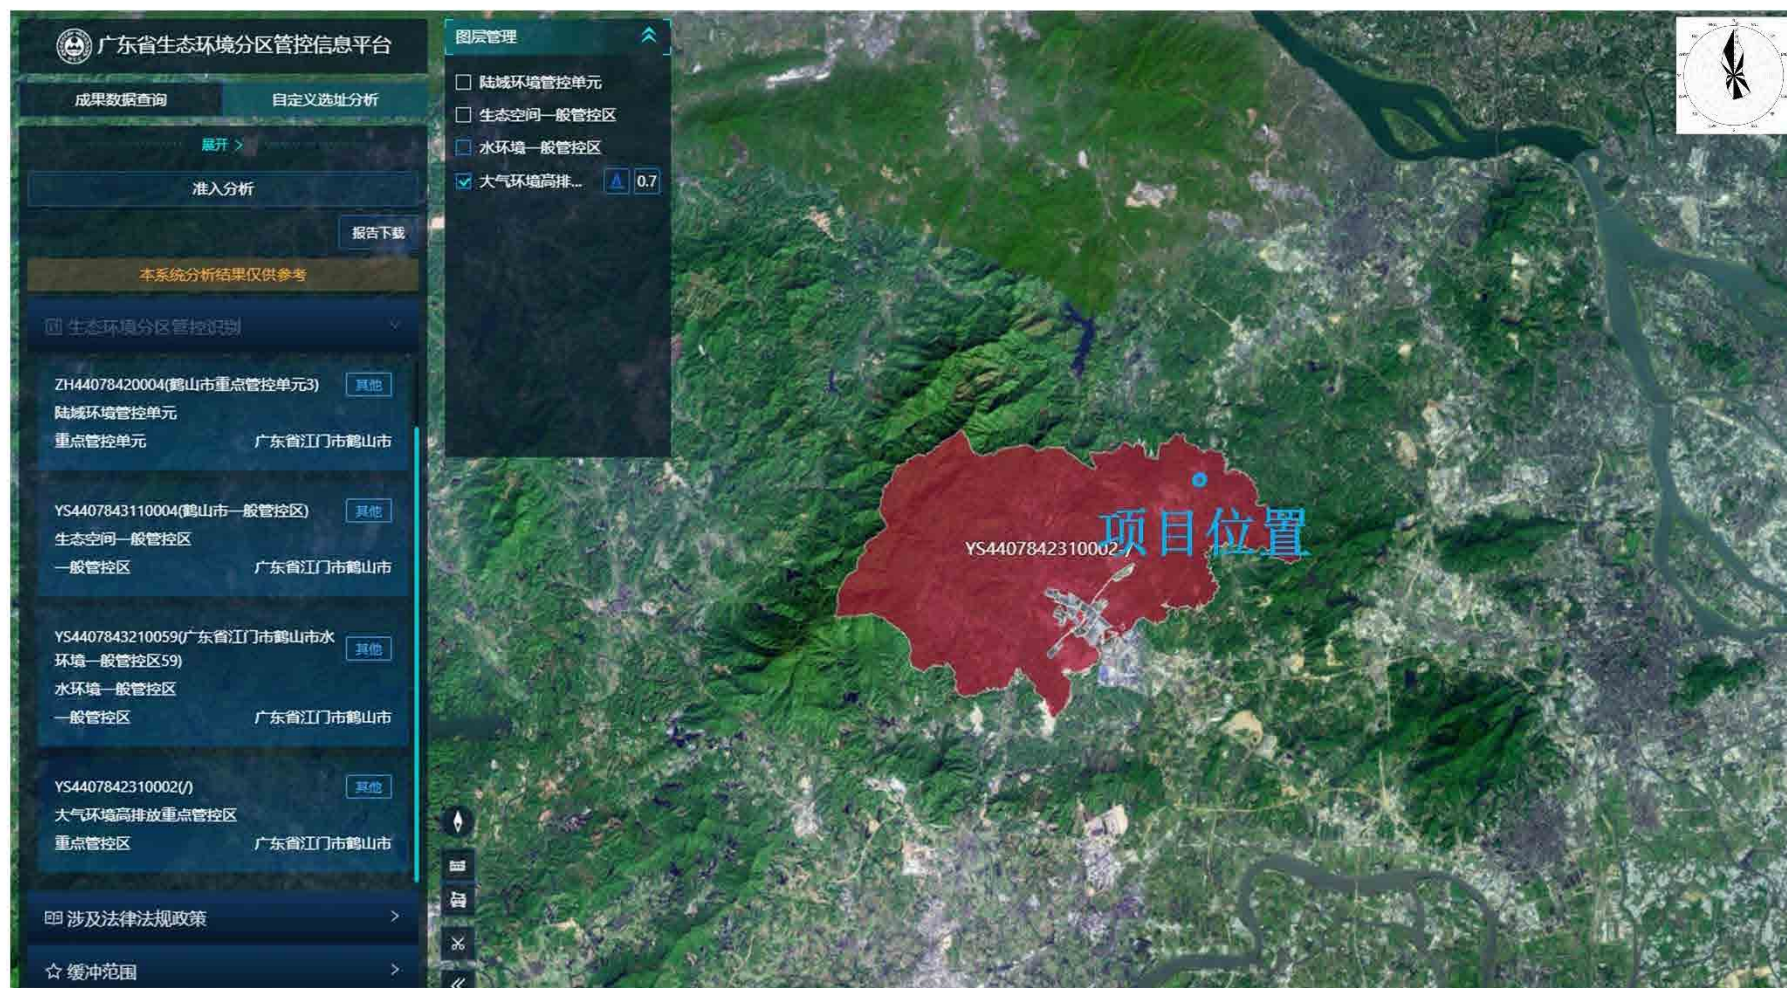 广东省生态环境分区管控信息平台
成果数据查询
自定义选址分析
展开 >
准入分析
报告下载
本系统分析结果仅供参考
生态环境分区管控识别
ZH44078420004(鹤山市重点管控单元3)
其他
陆域环境管控单元
重点管控单元
广东省江门市鹤山市
YS4407843110004(鹤山市一般管控区)
其他
生态空间一般管控区
一般管控区
广东省江门市鹤山市
YS4407843210059(广东省江门市鹤山市水
环境一般管控区59)
其他
水环境一般管控区
一般管控区
广东省江门市鹤山市
YS4407842310002(/)
其他
大气环境高排放重点管控区
重点管控区
广东省江门市鹤山市
涉及法律法规政策
缓冲范围
图层管理
陆域环境管控单元
生态空间一般管控区
水环境一般管控区
大气环境高排...
0.7
项目位置
YS4407842310002-/